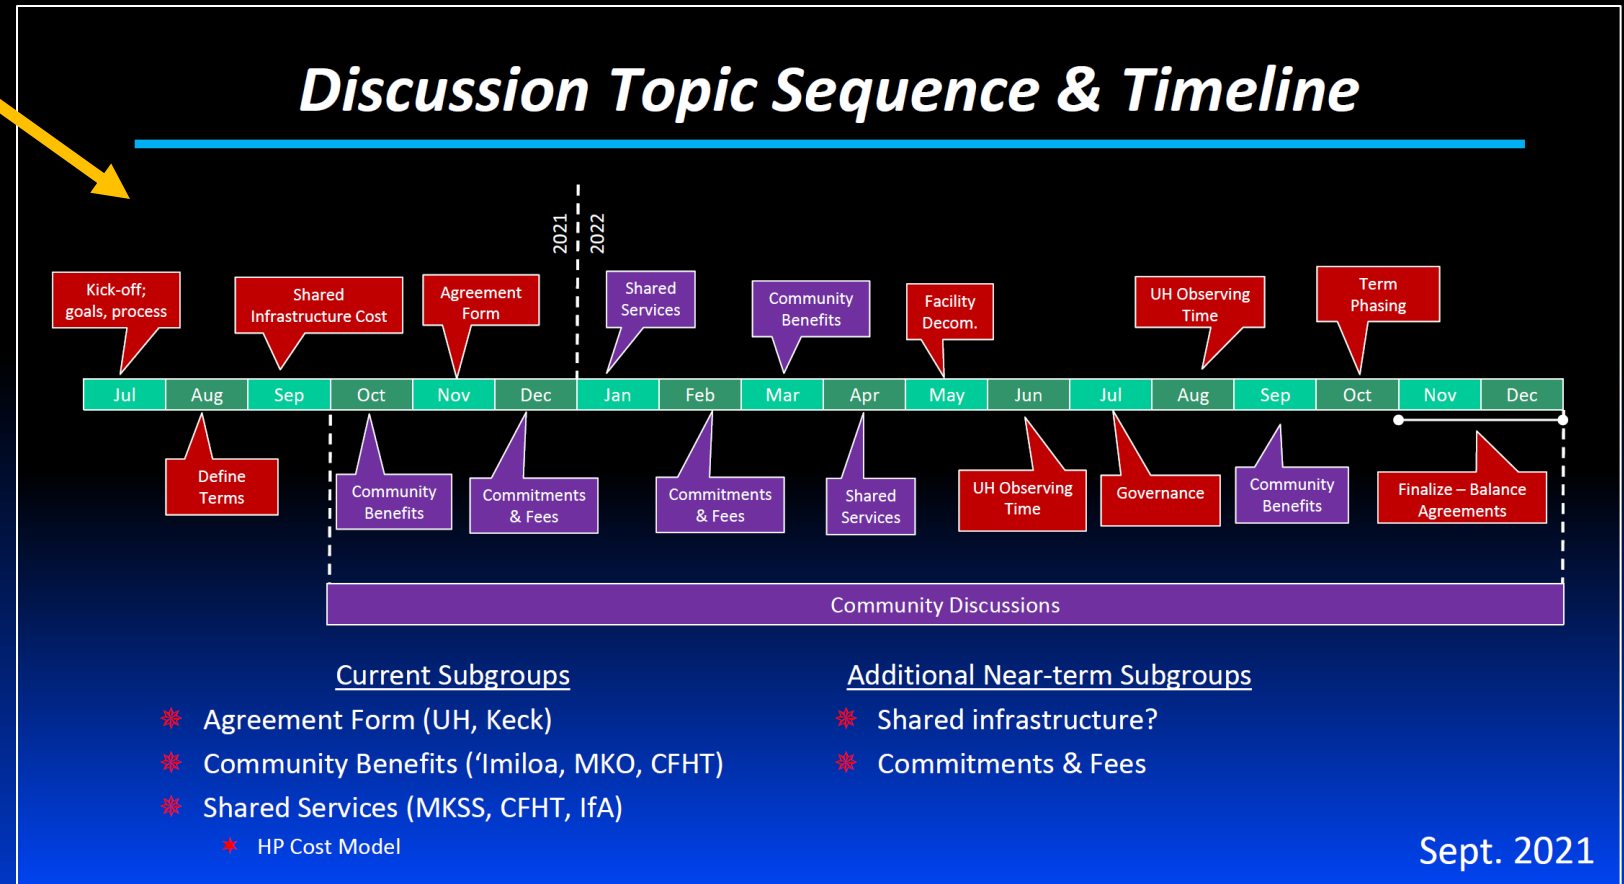 Discussion Topic Sequence & Timeline
2021
2022
Kick-off;
goals, process
Shared
Infrastructure Cost
Agreement
Form
Shared
Services
Community
Benefits
Facility
Decom.
UH Observing
Time
Term
Phasing
Jul Aug Sep Oct Nov Dec Jan Feb Mar Apr May Jun Jul Aug Sep Oct Nov Dec
Define
Terms
Community
Benefits
Commitments
& Fees
Commitments
& Fees
Shared
Services
UH Observing
Time
Governance
Community
Benefits
Finalize – Balance
Agreements
Community Discussions
Current Subgroups
Agreement Form (UH, Keck)
Community Benefits (‘Imiloa, MKO, CFHT)
Shared Services (MKSS, CFHT, IfA)
HP Cost Model
Additional Near-term Subgroups
Shared infrastructure?
Commitments & Fees
Sept. 2021